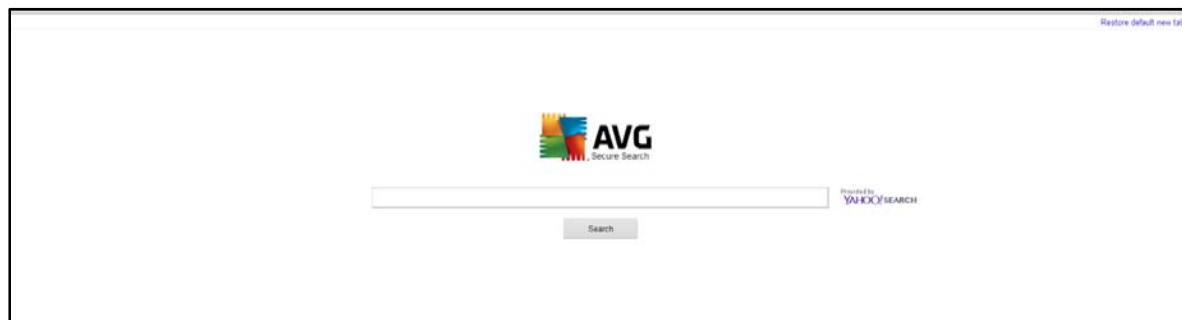 Restore default new tab
AVG
Secure Search
Provided by
YAHOO! SEARCH
Search